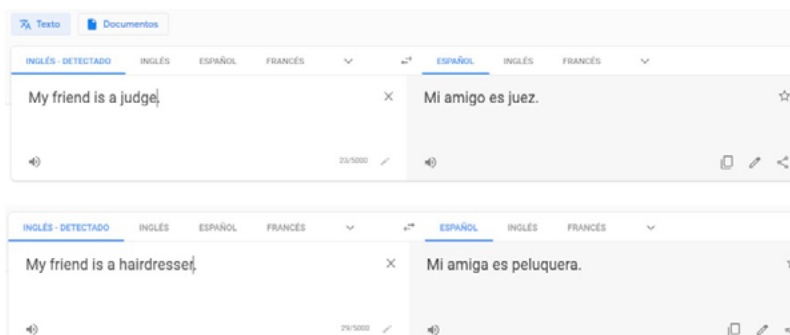 Texto Documentos
INGLÉS - DETECTADO INGLÉS ESPAÑOL FRANCÉS ESPAÑOL INGLÉS FRANCÉS
My friend is a judge. Mi amigo es juez.
23/5000
INGLÉS - DETECTADO INGLÉS ESPAÑOL FRANCÉS ESPAÑOL INGLÉS FRANCÉS
My friend is a hairdresser. Mi amiga es peluquera.
29/5000